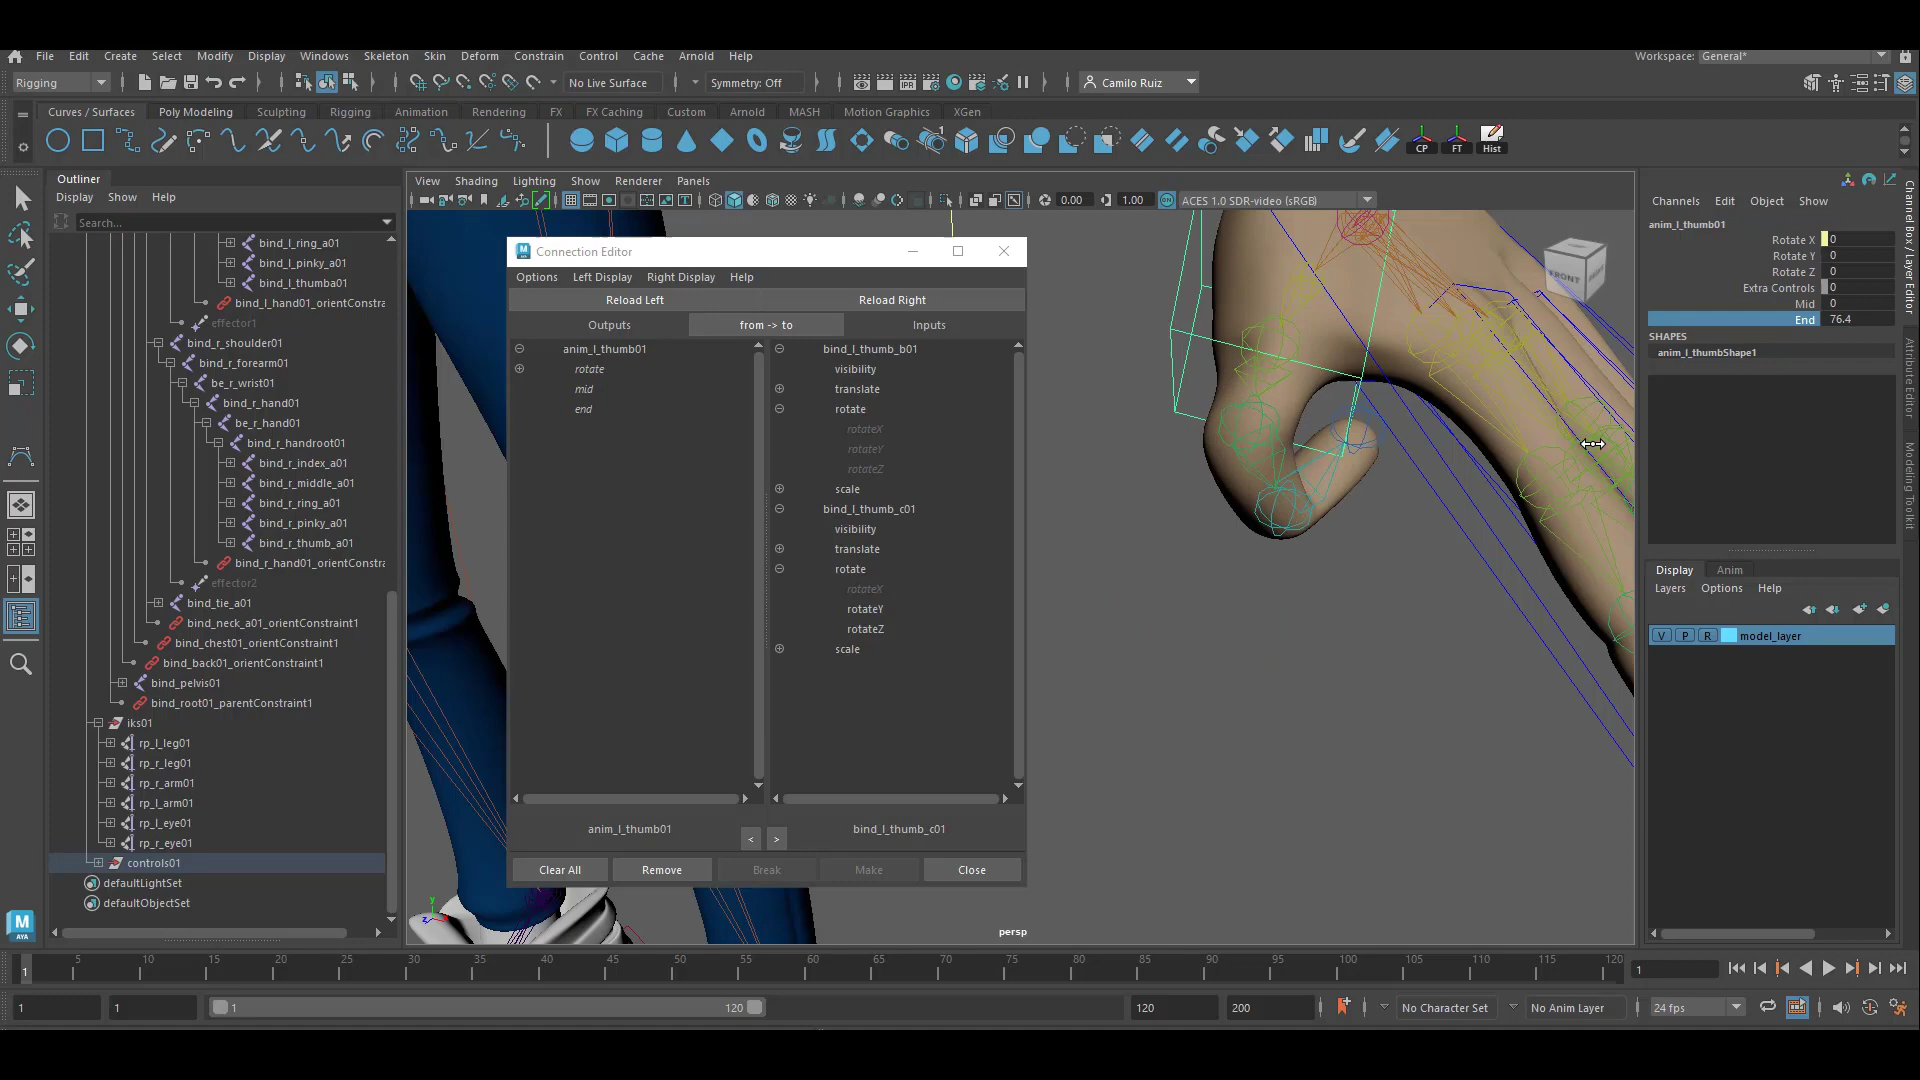 File Edit Create Select Modify Display Windows Skeleton Skin Deform Constrain Control Cache Arnold Help
Workspace: General*
Rigging
No Live Surface
Symmetry: Off
Camilo Ruiz
Curves / Surfaces Poly Modeling Sculpting Rigging Animation Rendering FX FX Caching Custom Arnold MASH Motion Graphics XGen
CP FT Hist
Outliner
Display Show Help
Search...
bind_l_ring_a01
bind_l_pinky_a01
bind_l_thumba01
bind_l_hand01_orientConstra
effector1
bind_r_shoulder01
bind_r_forearm01
be_r_wrist01
bind_r_hand01
be_r_hand01
bind_r_handroot01
bind_r_index_a01
bind_r_middle_a01
bind_r_ring_a01
bind_r_pinky_a01
bind_r_thumb_a01
bind_r_hand01_orientConstra
effector2
bind_tie_a01
bind_neck_a01_orientConstraint1
bind_chest01_orientConstraint1
bind_back01_orientConstraint1
bind_pelvis01
bind_root01_parentConstraint1
iks01
rp_l_leg01
rp_r_leg01
rp_r_arm01
rp_l_arm01
rp_l_eye01
rp_r_eye01
controls01
defaultLightSet
defaultObjectSet
View Shading Lighting Show Renderer Panels
0.00
1.00
ACES 1.0 SDR-video (sRGB)
Connection Editor
Options Left Display Right Display Help
Reload Left
Reload Right
Outputs
from -> to
Inputs
anim_l_thumb01
rotate
mid
end
bind_l_thumb_b01
visibility
translate
rotate
rotateX
rotateY
rotateZ
scale
bind_l_thumb_c01
visibility
translate
rotate
rotateX
rotateY
rotateZ
scale
anim_l_thumb01
< >
bind_l_thumb_c01
Clear All
Remove
Break
Make
Close
FRONT
persp
y
z
Channels Edit Object Show
anim_l_thumb01
Rotate X 0
Rotate Y 0
Rotate Z 0
Extra Controls 0
Mid 0
End 76.4
SHAPES
anim_l_thumbShape1
Display Anim
Layers Options Help
V P R model_layer
Channel Box / Layer Editor
Attribute Editor
Modeling Toolkit
M
AYA
1 5 10 15 20 25 30 35 40 45 50 55 60 65 70 75 80 85 90 95 100 105 110 115 120
1
1
1
1
120
120
200
No Character Set
No Anim Layer
24 fps